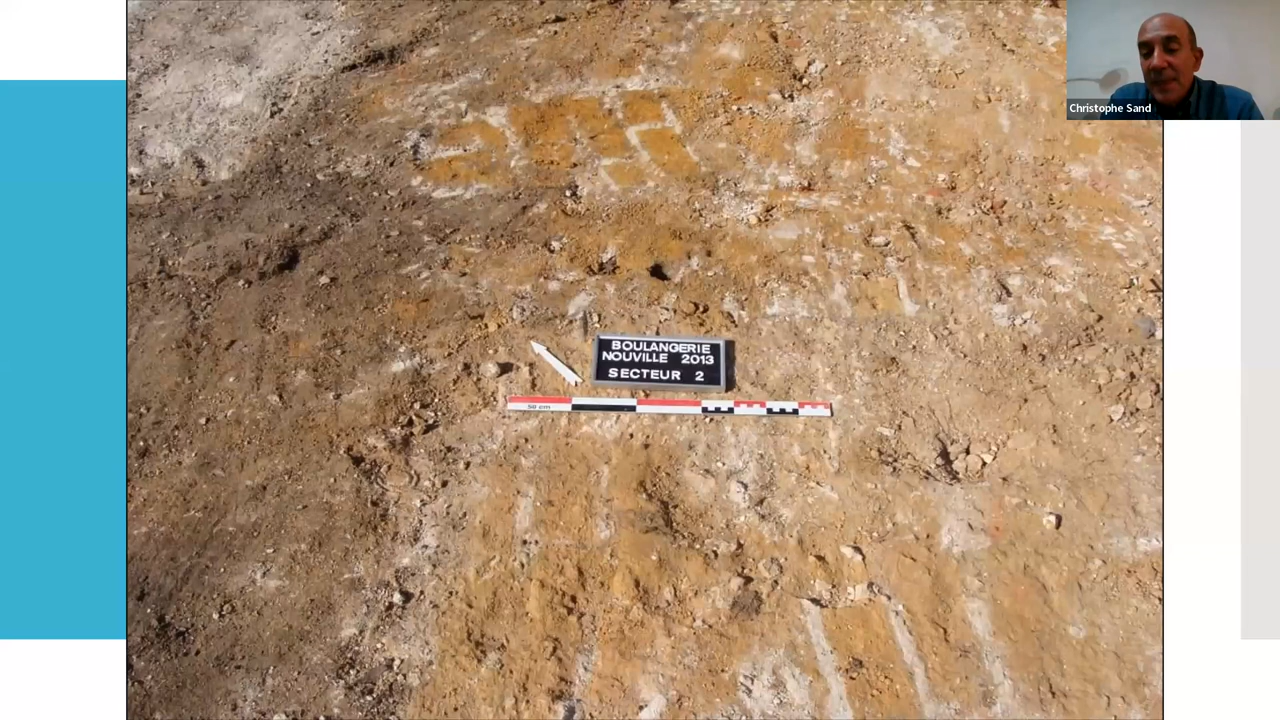 Christophe Sand
BOULANGERIE
NOUVILLE 2013
SECTEUR 2
50 cm